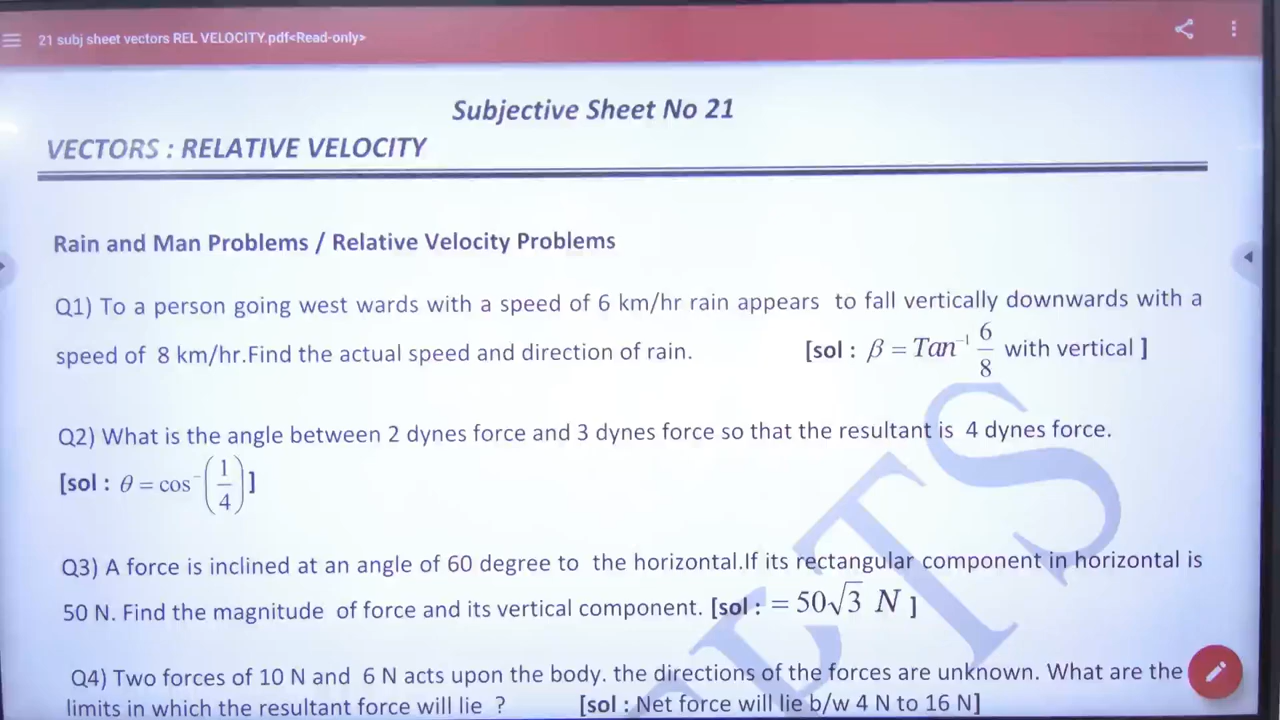 21 subj sheet vectors REL VELOCITY.pdf<Read-only>
Subjective Sheet No 21
VECTORS : RELATIVE VELOCITY
Rain and Man Problems / Relative Velocity Problems
Q1) To a person going west wards with a speed of 6 km/hr rain appears to fall vertically downwards with a
speed of 8 km/hr.Find the actual speed and direction of rain. [sol : β = Tan⁻¹ 6/8 with vertical ]
Q2) What is the angle between 2 dynes force and 3 dynes force so that the resultant is 4 dynes force.
[sol : θ = cos⁻(1/4)]
Q3) A force is inclined at an angle of 60 degree to the horizontal.If its rectangular component in horizontal is
50 N. Find the magnitude of force and its vertical component. [sol : = 50√3 N ]
Q4) Two forces of 10 N and 6 N acts upon the body. the directions of the forces are unknown. What are the
limits in which the resultant force will lie ? [sol : Net force will lie b/w 4 N to 16 N]